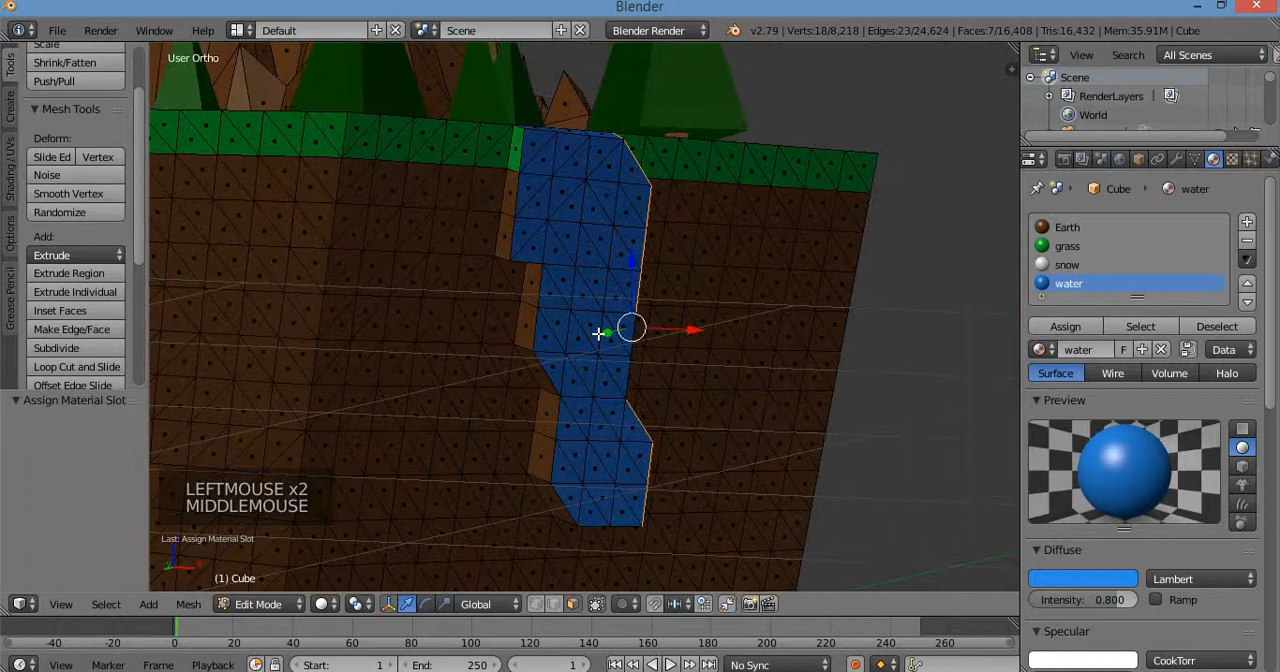 Blender
File Render Window Help Default Scene Blender Render v2.79 | Verts:18/8,218 | Edges:23/24,624 | Faces:7/16,408 | Tris:16,432 | Mem:35.91M | Cube
Scale
Shrink/Fatten
Push/Pull
Mesh Tools
Deform:
Slide Ed Vertex
Noise
Smooth Vertex
Randomize
Add:
Extrude
Extrude Region
Extrude Individual
Inset Faces
Make Edge/Face
Subdivide
Loop Cut and Slide
Offset Edge Slide
Assign Material Slot
Tools
Create
Shading / UVs
Options
Grease Pencil
User Ortho
LEFTMOUSE x2
MIDDLEMOUSE
Last: Assign Material Slot
(1) Cube
View Select Add Mesh Edit Mode Global
-40 -20 0 20 40 60 80 100 120 140 160 180 200 220 240 260
View Marker Frame Playback Start: 1 End: 250 1 No Sync
View Search All Scenes
Scene
RenderLayers
World
Cube water
Earth
grass
snow
water
Assign Select Deselect
water F Data
Surface Wire Volume Halo
Preview
Diffuse
Lambert
Intensity: 0.800 Ramp
Specular
CookTorr